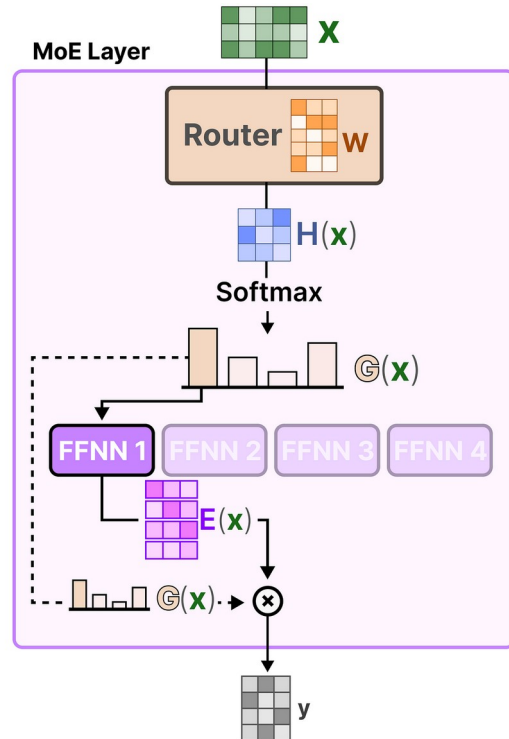 X
MoE Layer
Router W
H(x)
Softmax
G(x)
FFNN 1 FFNN 2 FFNN 3 FFNN 4
E(x)
G(x) ×
y